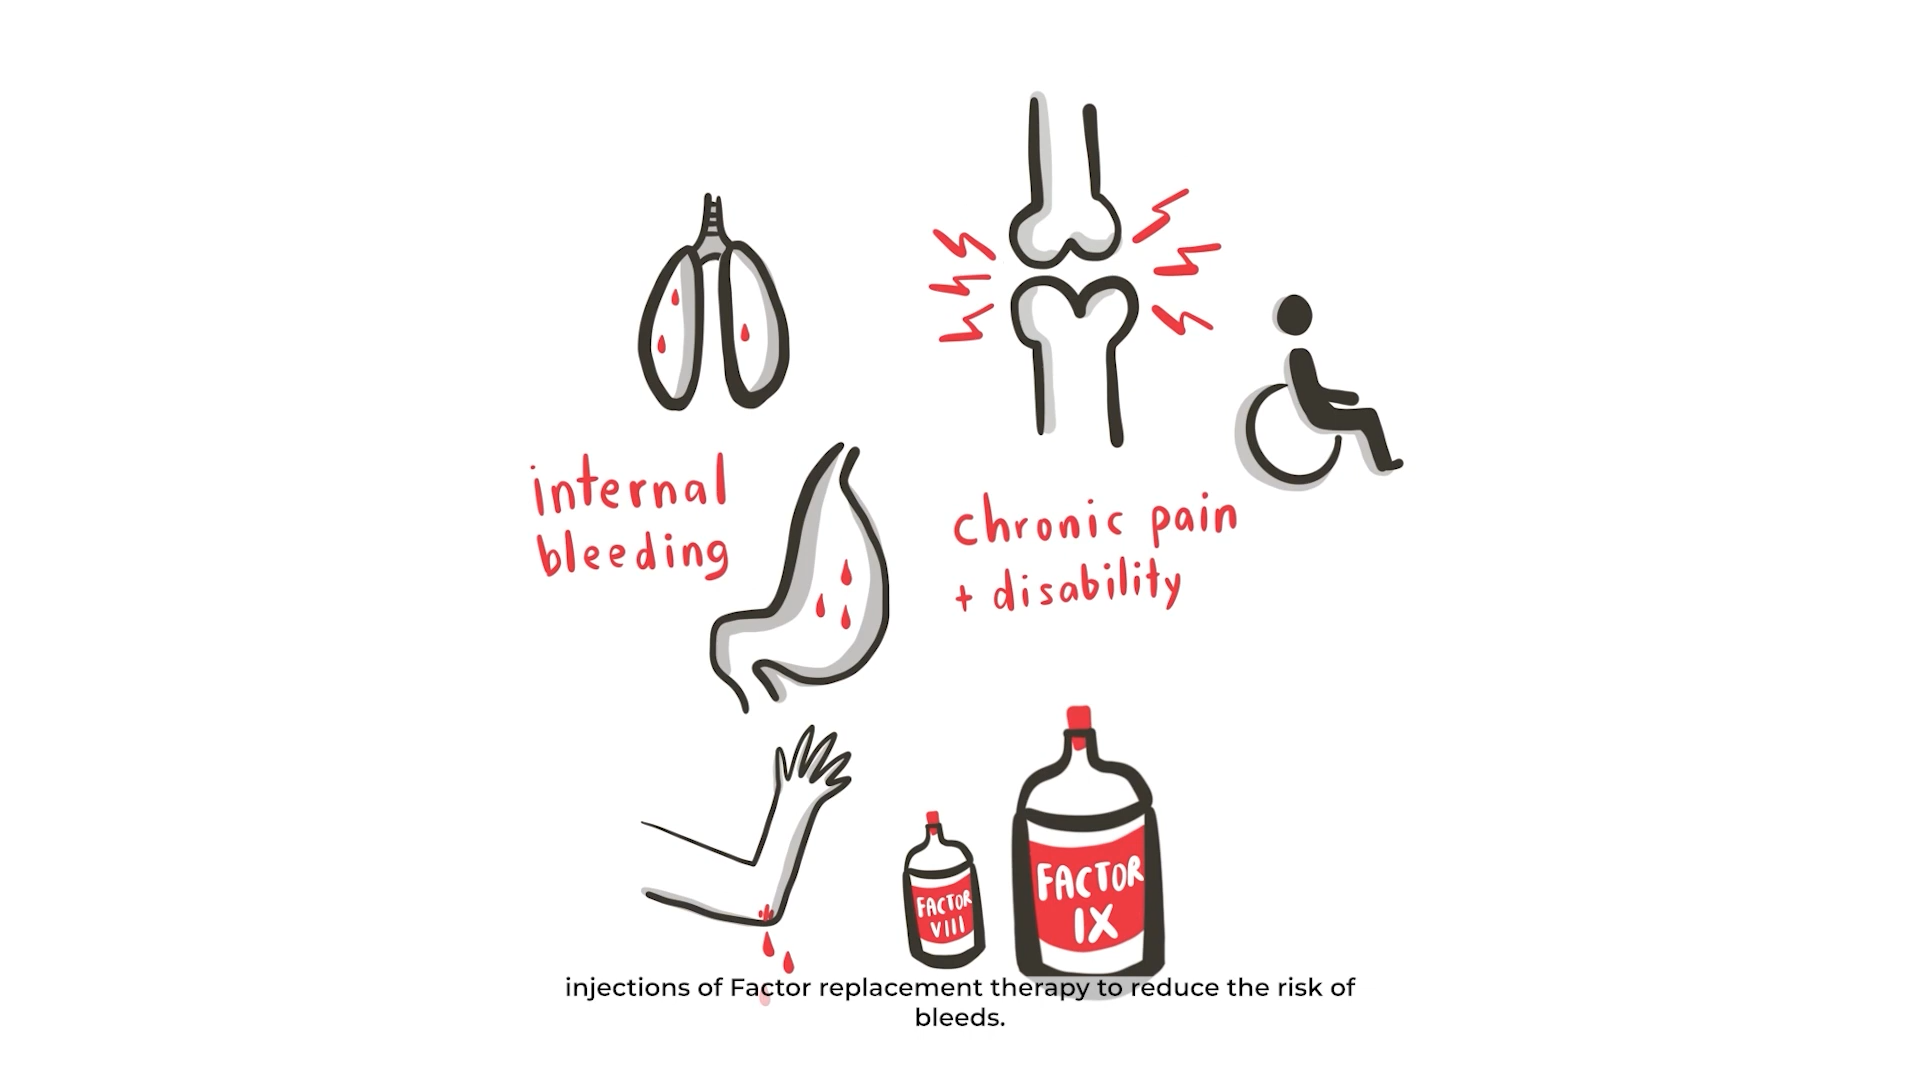 internal
bleeding
chronic pain
+ disability
FACTOR
VIII
FACTOR
IX
injections of Factor replacement therapy to reduce the risk of
bleeds.